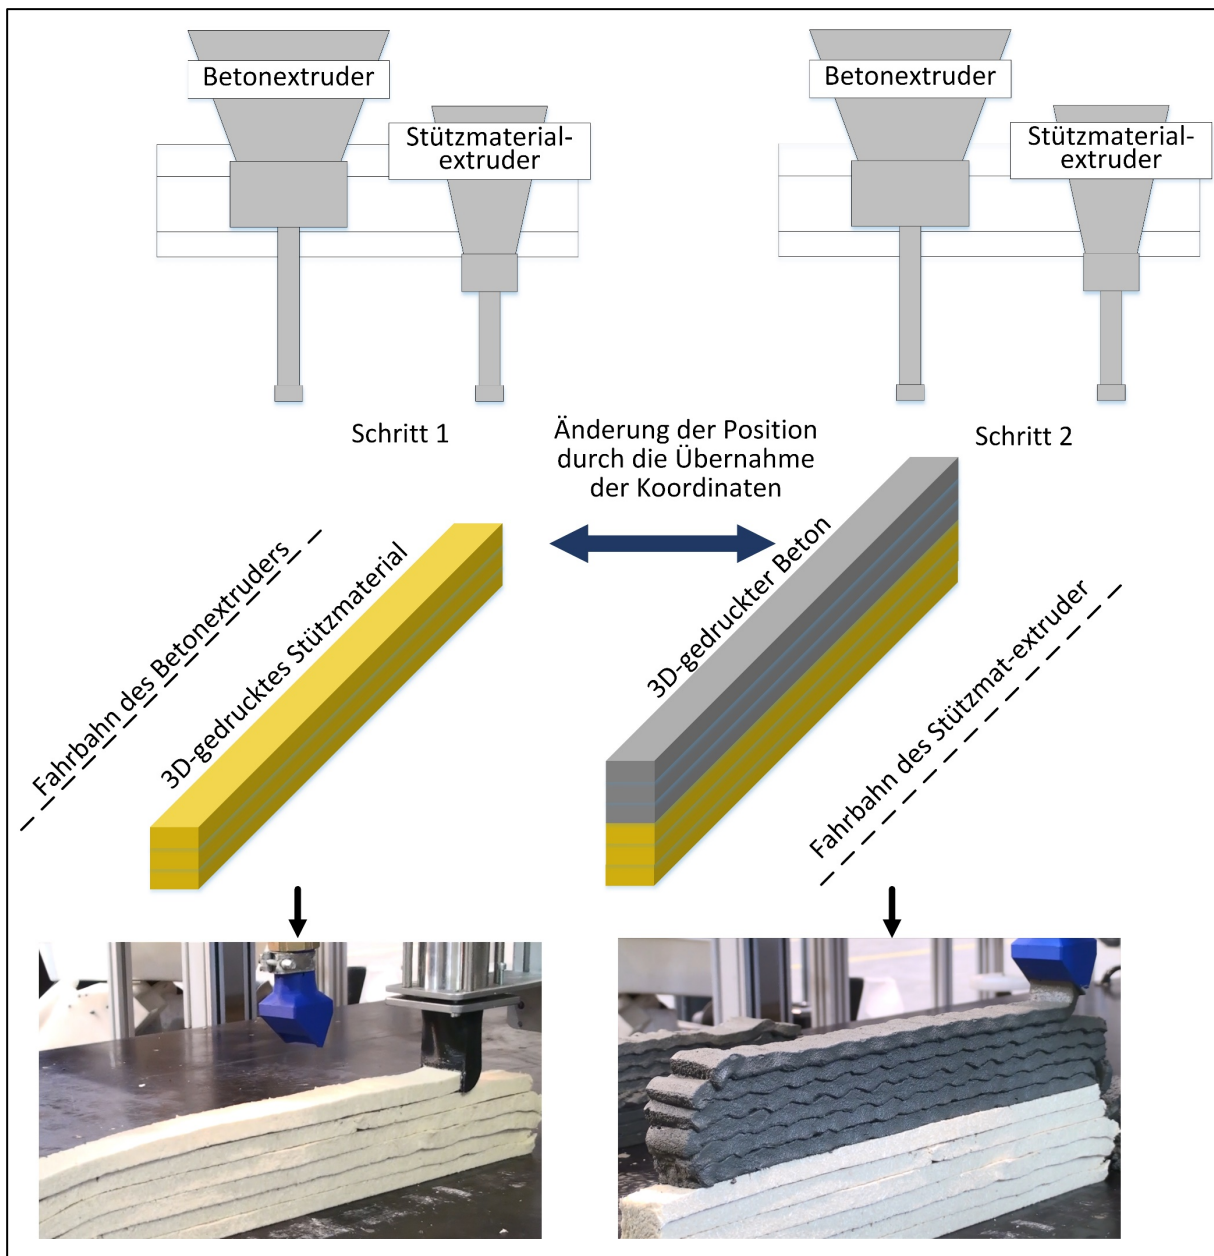 Betonextruder
Stützmaterial-
extruder
Betonextruder
Stützmaterial-
extruder
Schritt 1
Änderung der Position
durch die Übernahme
der Koordinaten
Schritt 2
Fahrbahn des Betonextruders
3D-gedrucktes Stützmaterial
3D-gedruckter Beton
Fahrbahn des Stützmat-extruder